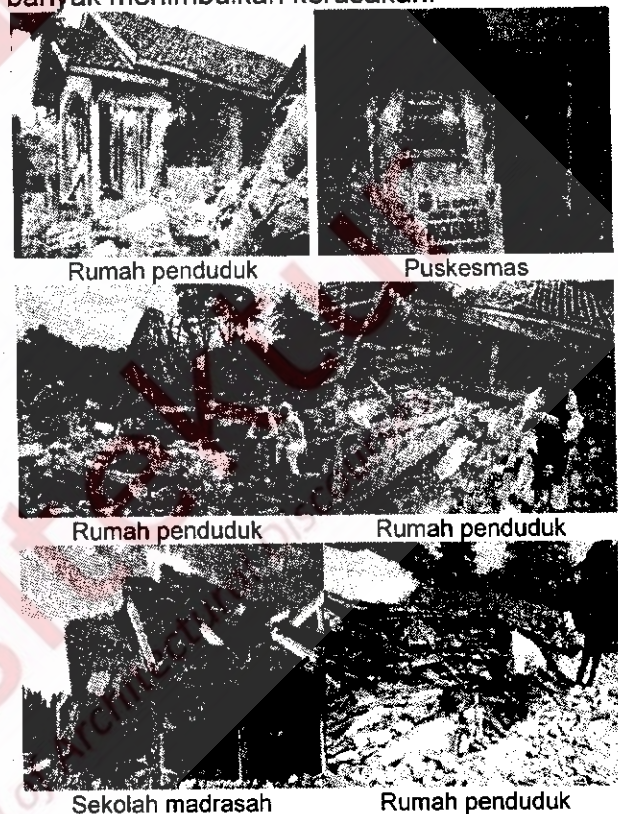 banyak menimbulkan kerusakan.
Rumah penduduk
Puskesmas
Rumah penduduk
Rumah penduduk
Sekolah madrasah
Rumah penduduk